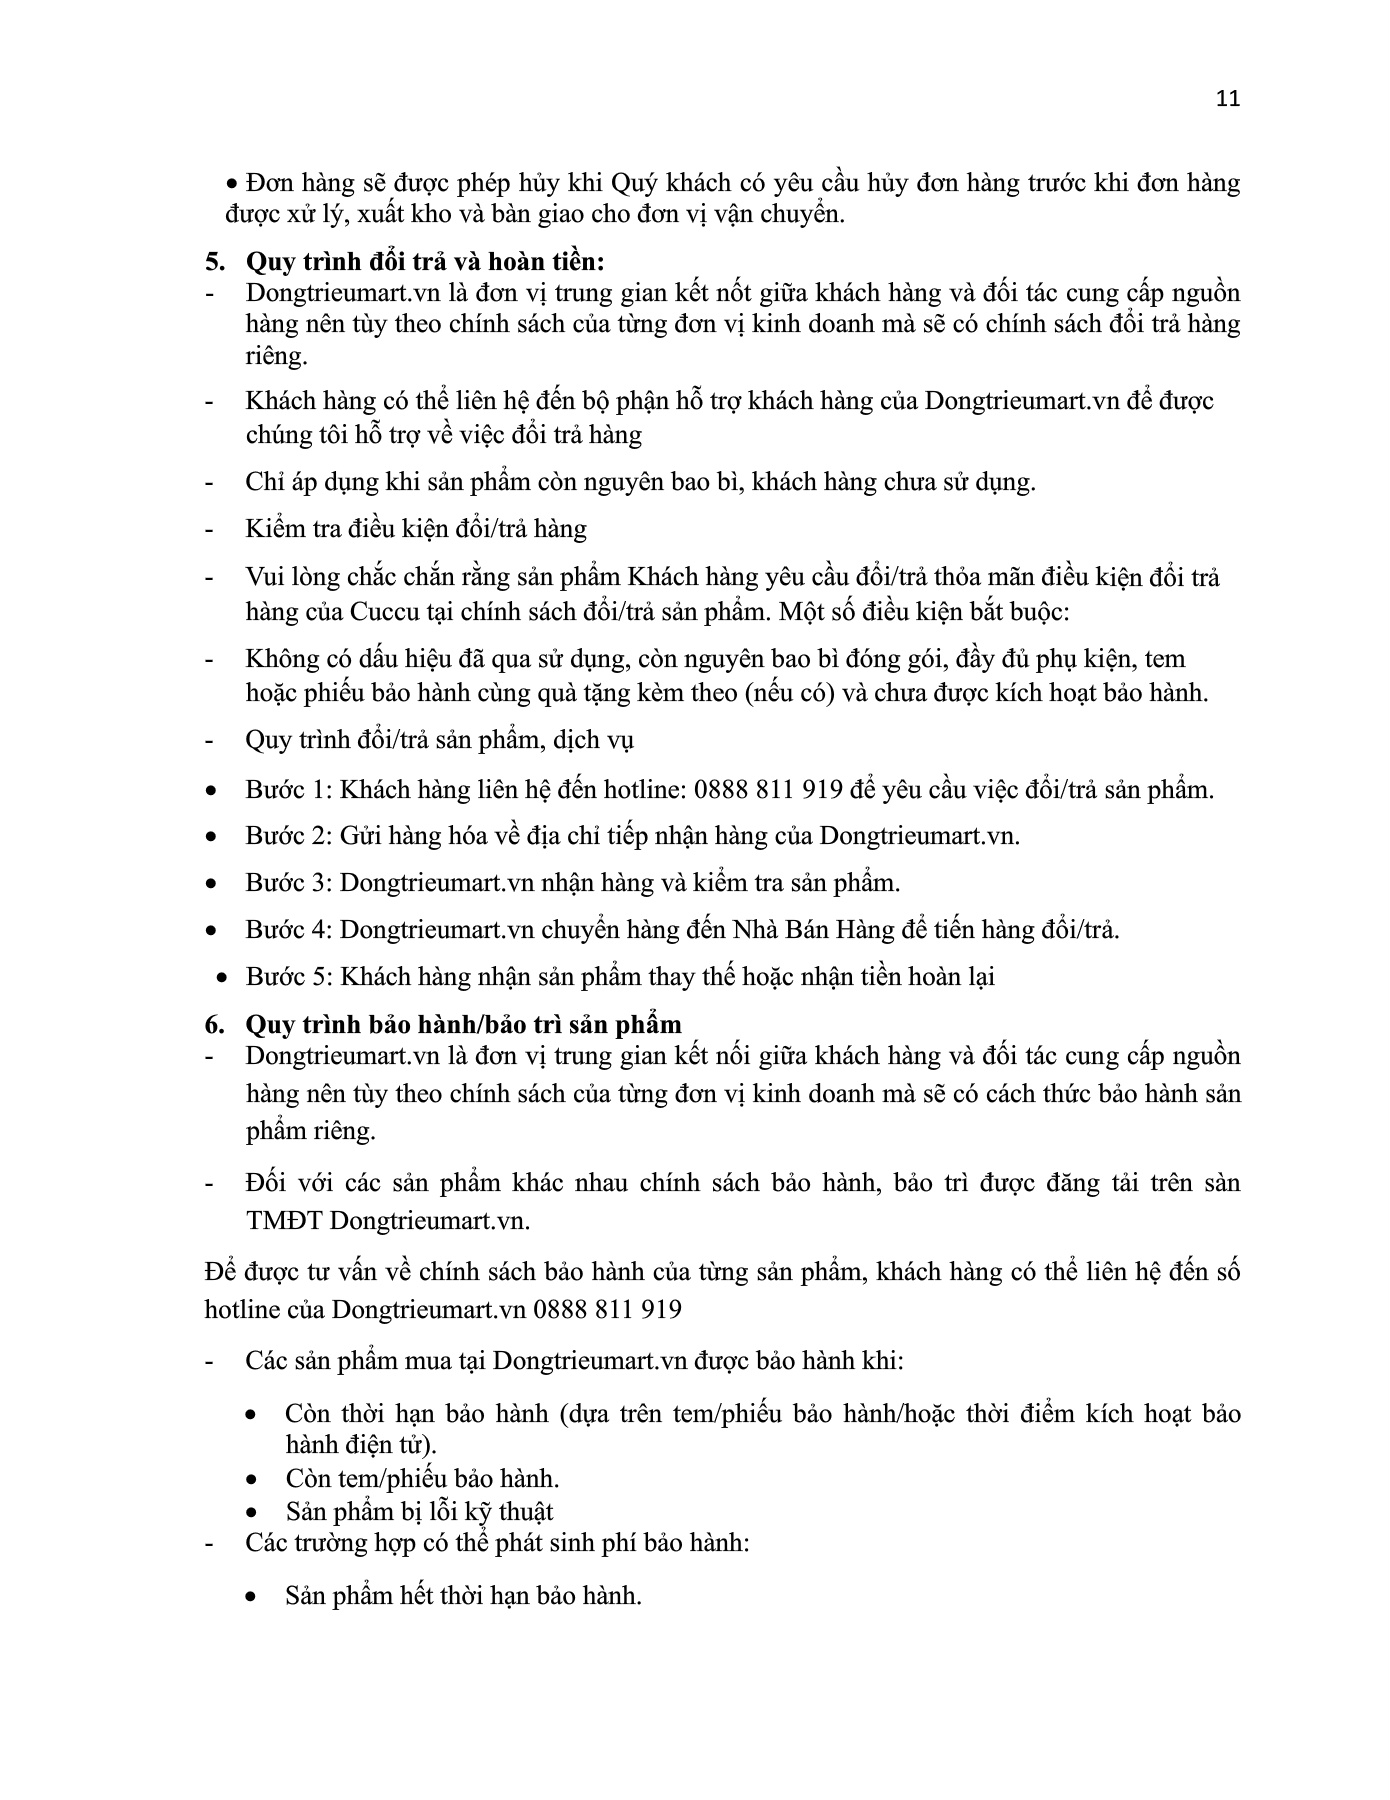 11
• Đơn hàng sẽ được phép hủy khi Quý khách có yêu cầu hủy đơn hàng trước khi đơn hàng
được xử lý, xuất kho và bàn giao cho đơn vị vận chuyển.
5. Quy trình đổi trả và hoàn tiền:
- Dongtrieumart.vn là đơn vị trung gian kết nốt giữa khách hàng và đối tác cung cấp nguồn
hàng nên tùy theo chính sách của từng đơn vị kinh doanh mà sẽ có chính sách đổi trả hàng
riêng.
- Khách hàng có thể liên hệ đến bộ phận hỗ trợ khách hàng của Dongtrieumart.vn để được
chúng tôi hỗ trợ về việc đổi trả hàng
- Chỉ áp dụng khi sản phẩm còn nguyên bao bì, khách hàng chưa sử dụng.
- Kiểm tra điều kiện đổi/trả hàng
- Vui lòng chắc chắn rằng sản phẩm Khách hàng yêu cầu đổi/trả thỏa mãn điều kiện đổi trả
hàng của Cuccu tại chính sách đổi/trả sản phẩm. Một số điều kiện bắt buộc:
- Không có dấu hiệu đã qua sử dụng, còn nguyên bao bì đóng gói, đầy đủ phụ kiện, tem
hoặc phiếu bảo hành cùng quà tặng kèm theo (nếu có) và chưa được kích hoạt bảo hành.
- Quy trình đổi/trả sản phẩm, dịch vụ
• Bước 1: Khách hàng liên hệ đến hotline: 0888 811 919 để yêu cầu việc đổi/trả sản phẩm.
• Bước 2: Gửi hàng hóa về địa chỉ tiếp nhận hàng của Dongtrieumart.vn.
• Bước 3: Dongtrieumart.vn nhận hàng và kiểm tra sản phẩm.
• Bước 4: Dongtrieumart.vn chuyển hàng đến Nhà Bán Hàng để tiến hàng đổi/trả.
• Bước 5: Khách hàng nhận sản phẩm thay thế hoặc nhận tiền hoàn lại
6. Quy trình bảo hành/bảo trì sản phẩm
- Dongtrieumart.vn là đơn vị trung gian kết nối giữa khách hàng và đối tác cung cấp nguồn
hàng nên tùy theo chính sách của từng đơn vị kinh doanh mà sẽ có cách thức bảo hành sản
phẩm riêng.
- Đối với các sản phẩm khác nhau chính sách bảo hành, bảo trì được đăng tải trên sàn
TMĐT Dongtrieumart.vn.
Để được tư vấn về chính sách bảo hành của từng sản phẩm, khách hàng có thể liên hệ đến số
hotline của Dongtrieumart.vn 0888 811 919
- Các sản phẩm mua tại Dongtrieumart.vn được bảo hành khi:
• Còn thời hạn bảo hành (dựa trên tem/phiếu bảo hành/hoặc thời điểm kích hoạt bảo
hành điện tử).
• Còn tem/phiếu bảo hành.
• Sản phẩm bị lỗi kỹ thuật
- Các trường hợp có thể phát sinh phí bảo hành:
• Sản phẩm hết thời hạn bảo hành.